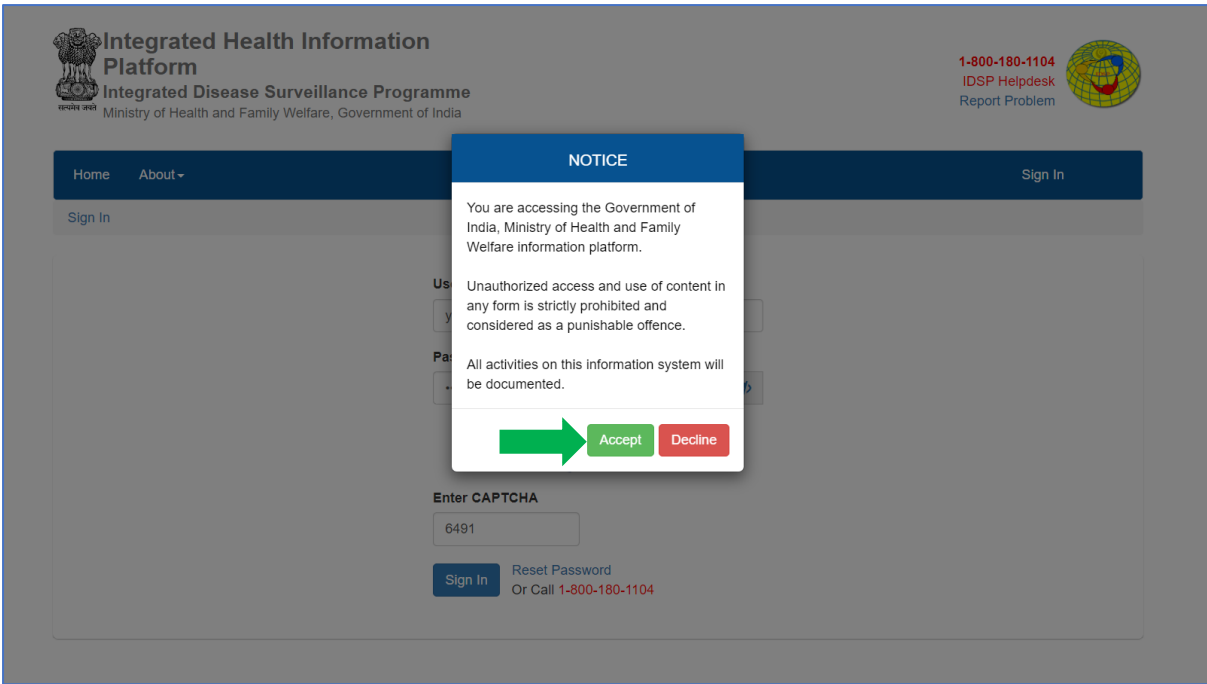 Integrated Health Information
Platform
Integrated Disease Surveillance Programme
Ministry of Health and Family Welfare, Government of India
सत्यमेव जयते
1-800-180-1104
IDSP Helpdesk
Report Problem
Home About Sign In
Sign In
NOTICE
You are accessing the Government of
India, Ministry of Health and Family
Welfare information platform.
Unauthorized access and use of content in
any form is strictly prohibited and
considered as a punishable offence.
All activities on this information system will
be documented.
Accept Decline
Enter CAPTCHA
6491
Sign In
Reset Password
Or Call 1-800-180-1104